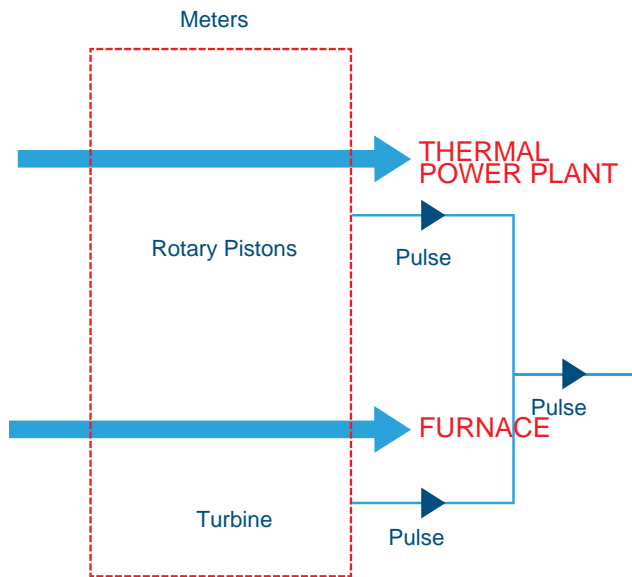 Meters
THERMAL
POWER PLANT
Rotary Pistons
Pulse
Pulse
FURNACE
Turbine
Pulse